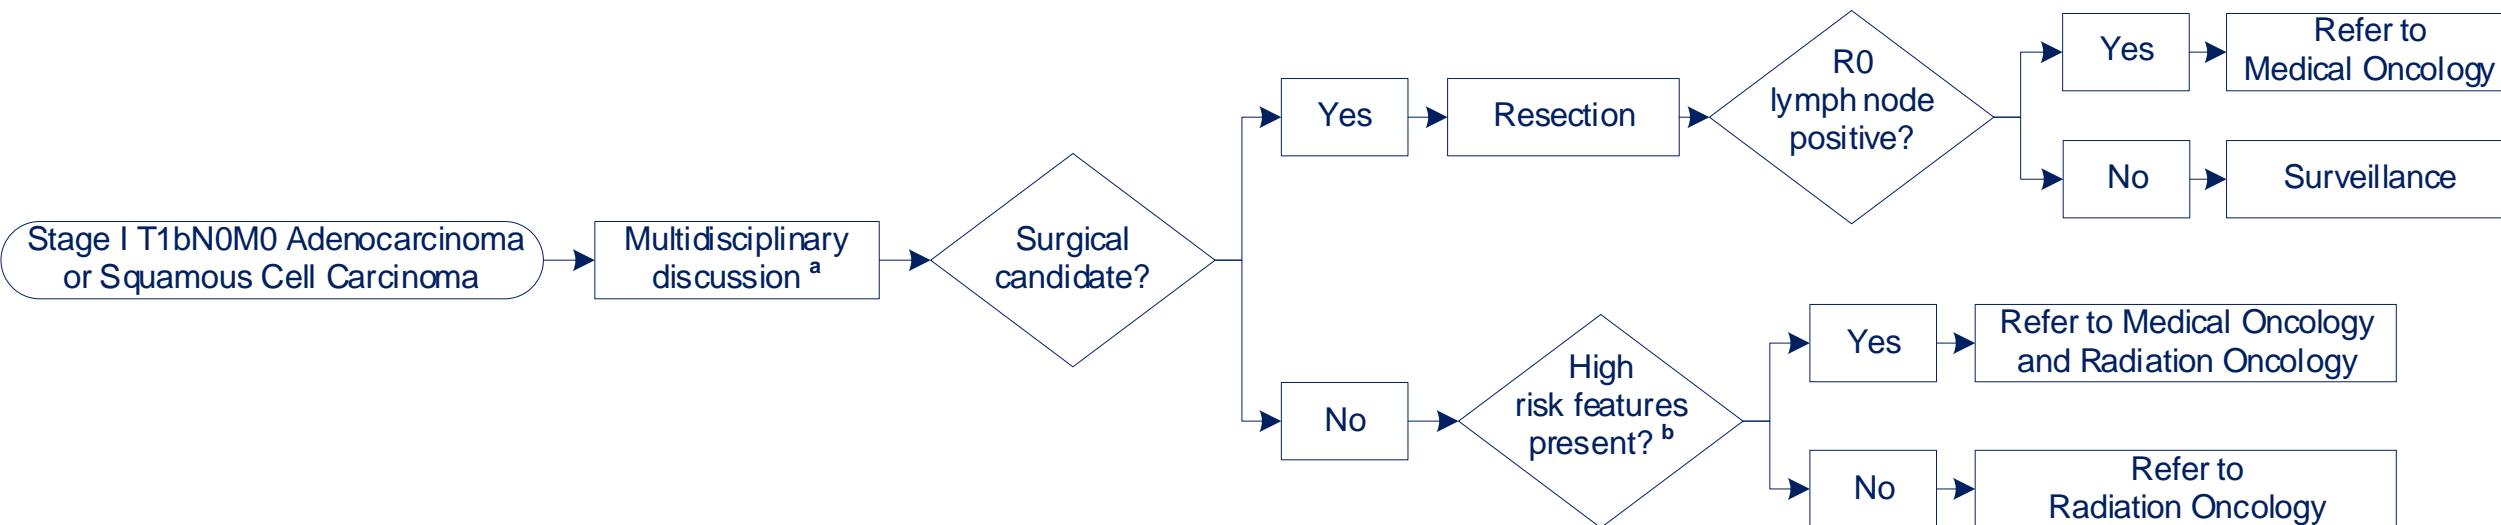 Stage I T1bN0M0 Adenocarcinoma
or Squamous Cell Carcinoma
Multidisciplinary
discussion a
Surgical
candidate?
Yes
Resection
R0
lymph node
positive?
Yes
Refer to
Medical Oncology
No
Surveillance
No
High
risk features
present? b
Yes
Refer to Medical Oncology
and Radiation Oncology
No
Refer to
Radiation Oncology